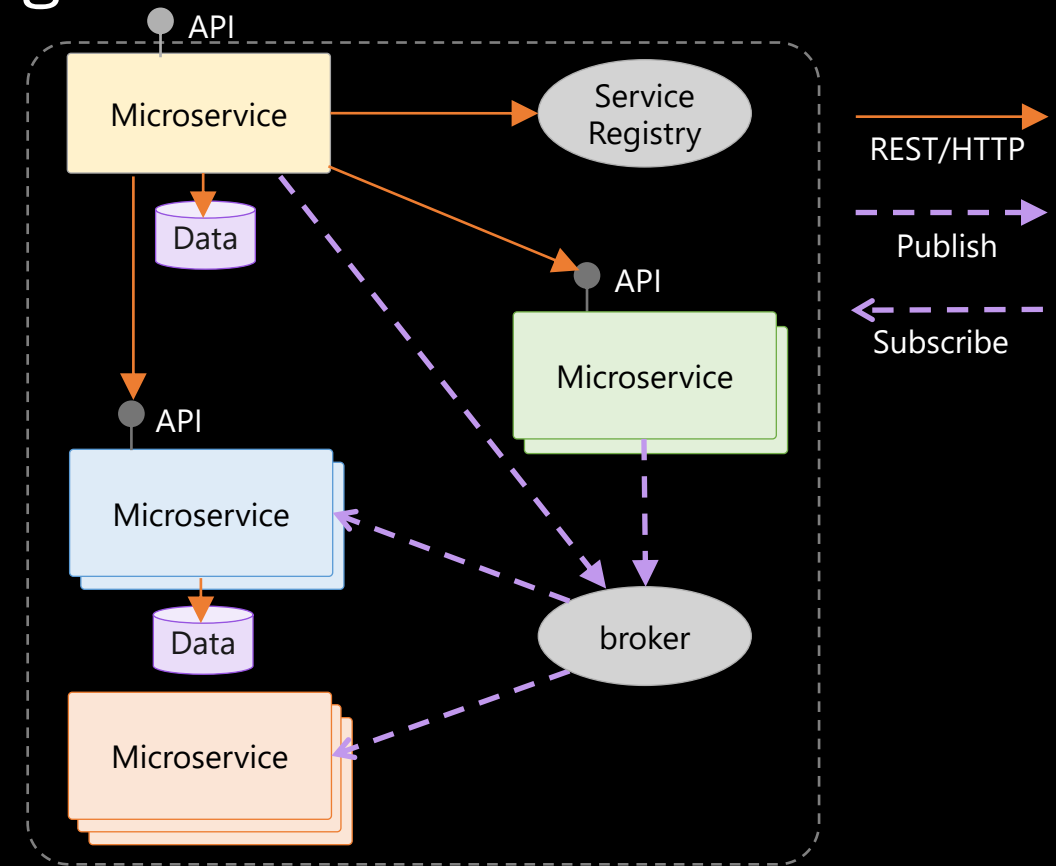 g
API
Microservice
Service
Registry
REST/HTTP
Data
Publish
API
Subscribe
Microservice
API
Microservice
Data
broker
Microservice